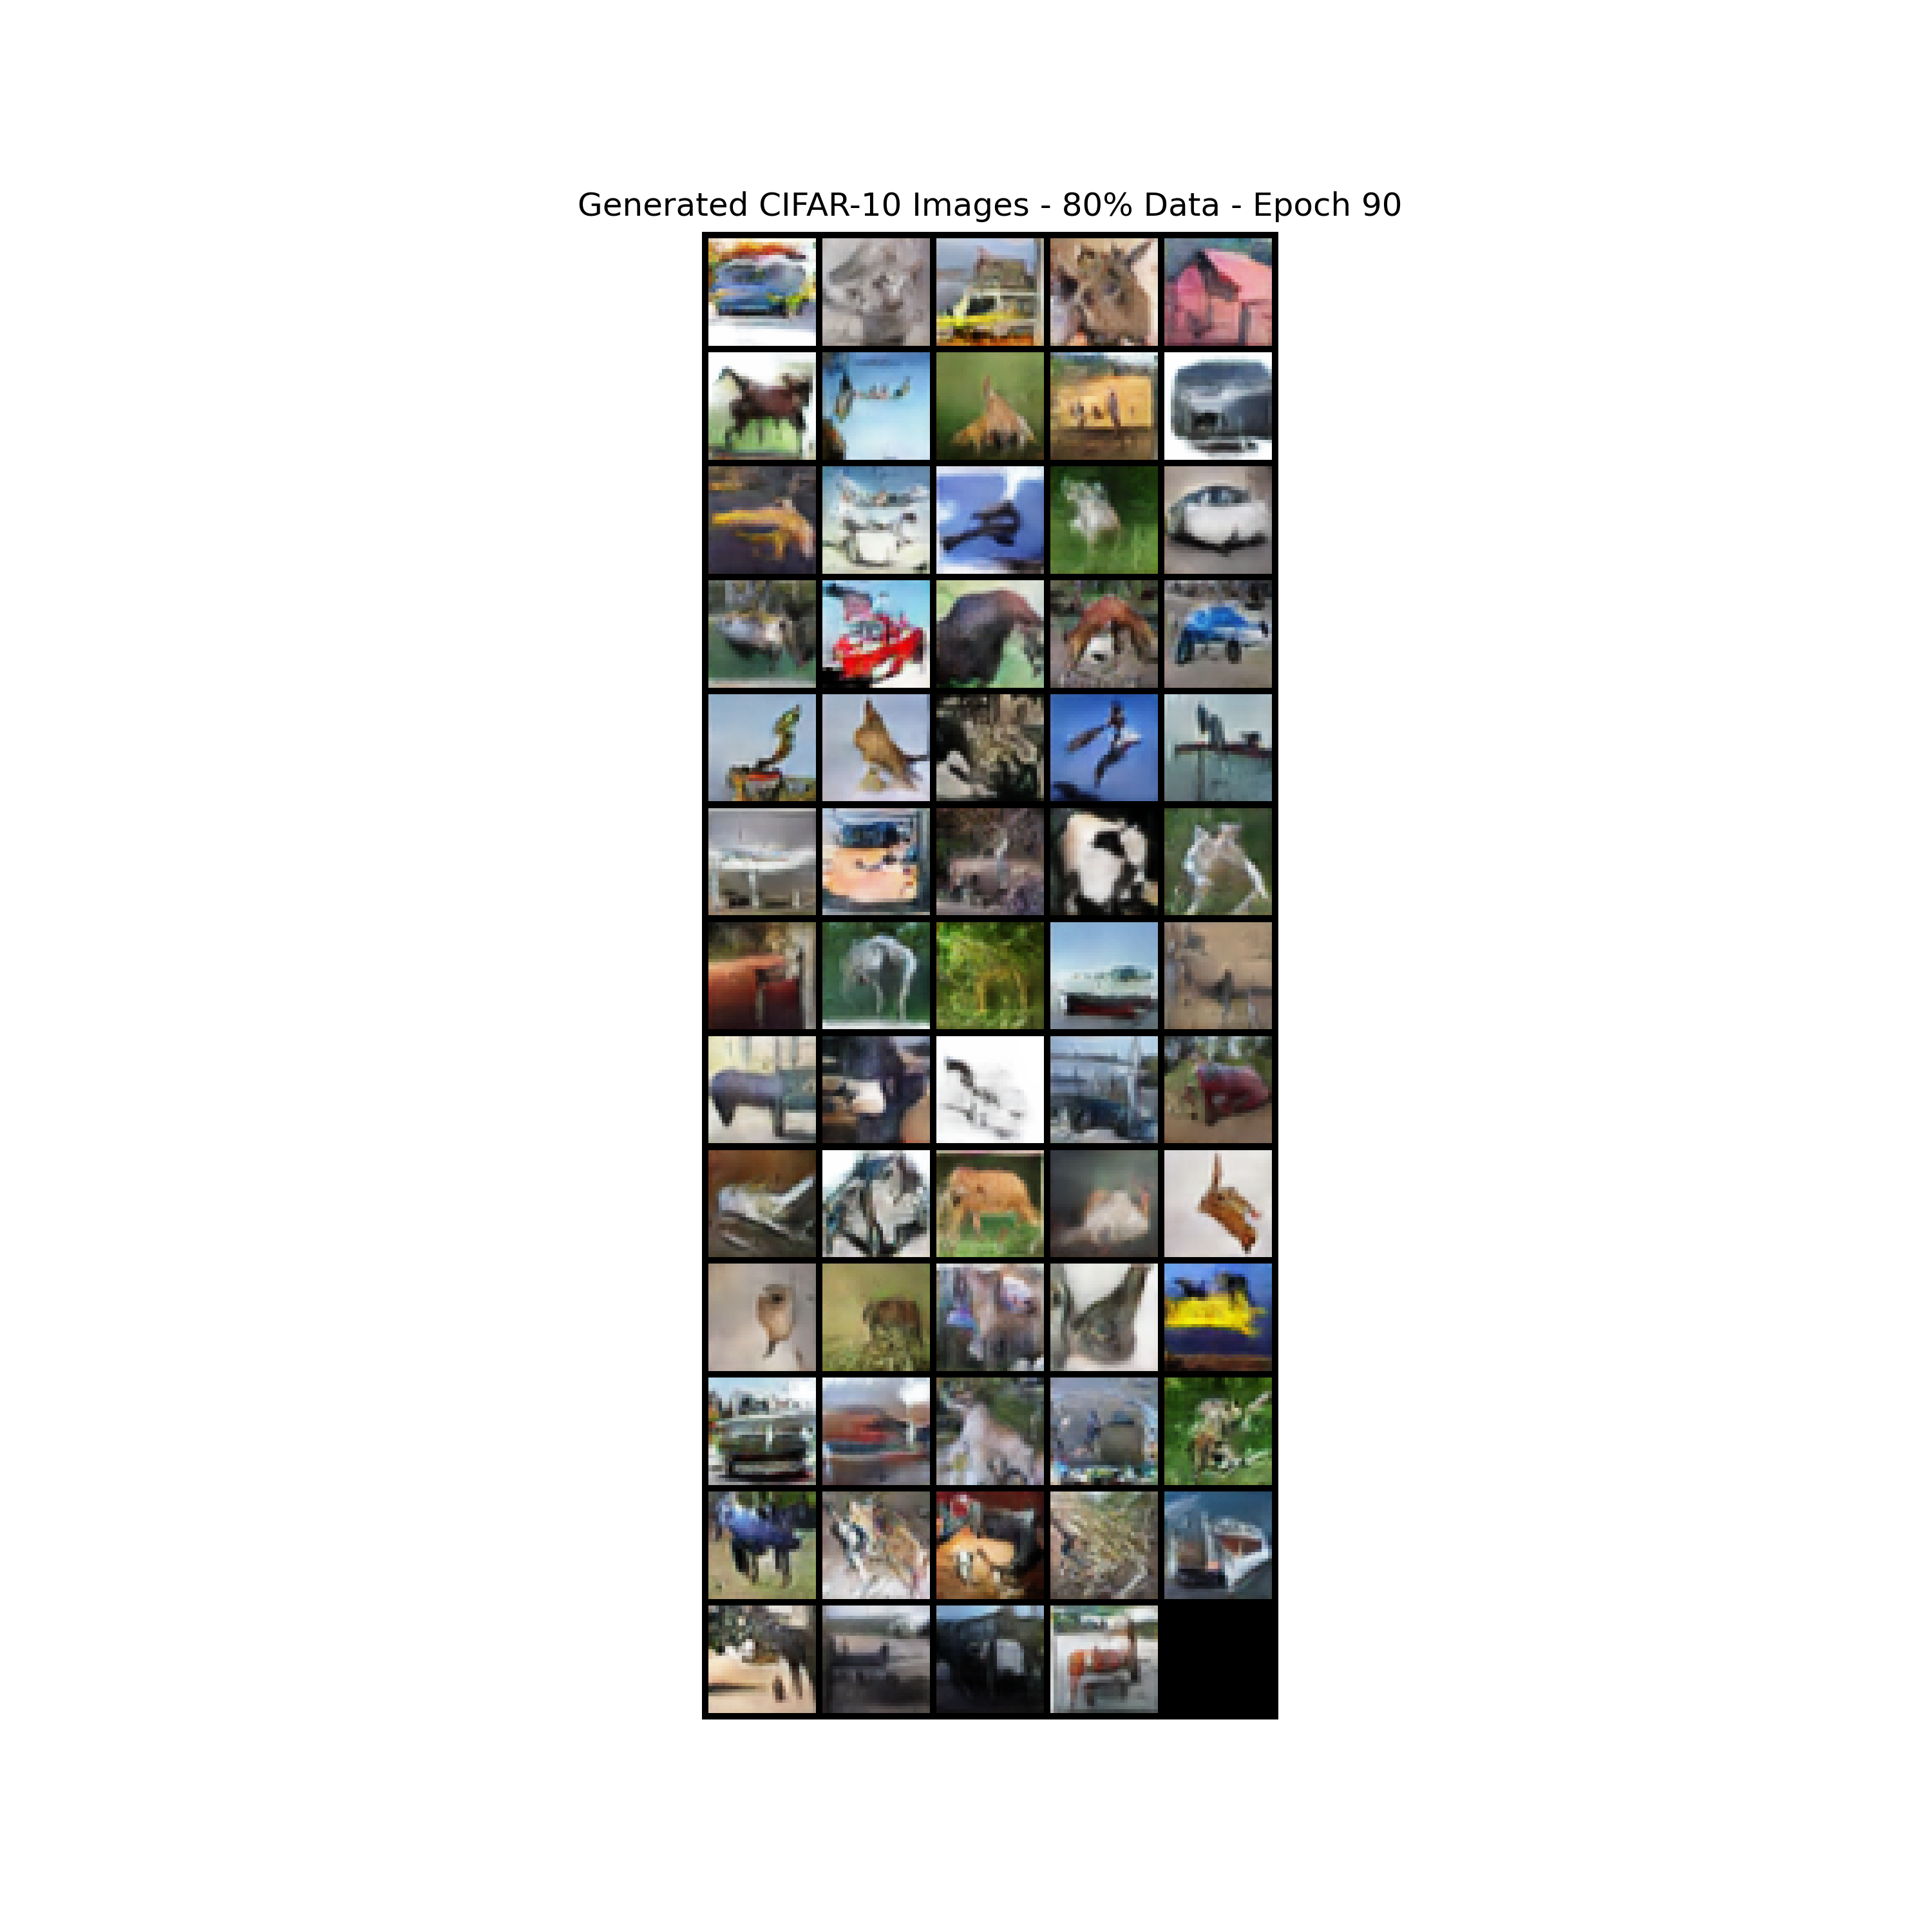 Generated CIFAR-10 Images - 80% Data - Epoch 90